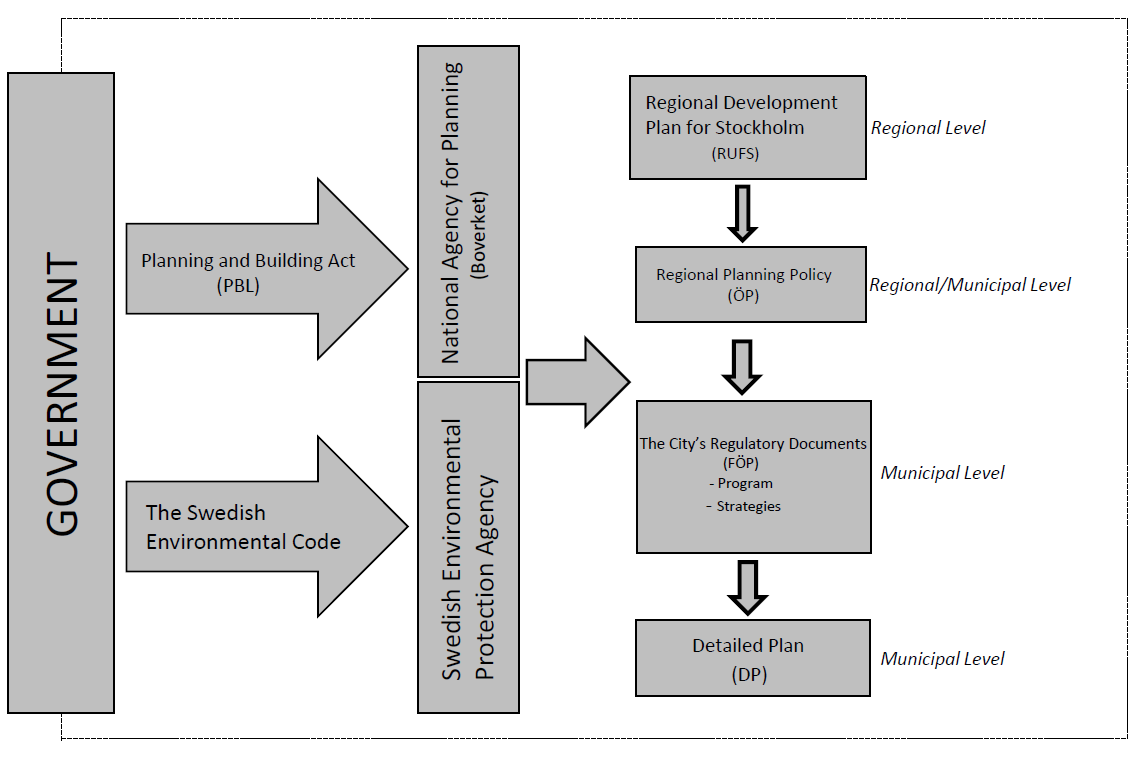 GOVERNMENT
Planning and Building Act
(PBL)
The Swedish
Environmental Code
National Agency for Planning
(Boverket)
Swedish Environmental
Protection Agency
Regional Development
Plan for Stockholm
(RUFS)
Regional Level
Regional Planning Policy
(ÖP)
Regional/Municipal Level
The City’s Regulatory Documents
(FÖP)
- Program
- Strategies
Municipal Level
Detailed Plan
(DP)
Municipal Level